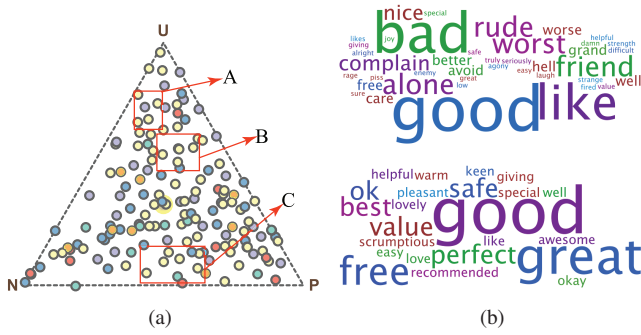 U
A
B
C
N
P
(a)
nice special
bad rude worse
likes joy giving alright safe worst damn helpful strength grand difficult
complain better truly seriously hell friend
avoid agony
rage piss enemy great easy laugh strange well
free alone low fired value
sure care good like
helpful warm keen giving
ok pleasant safe special well
best lovely good
value
scrumptious like awesome
easy love perfect great
free recommended okay
(b)